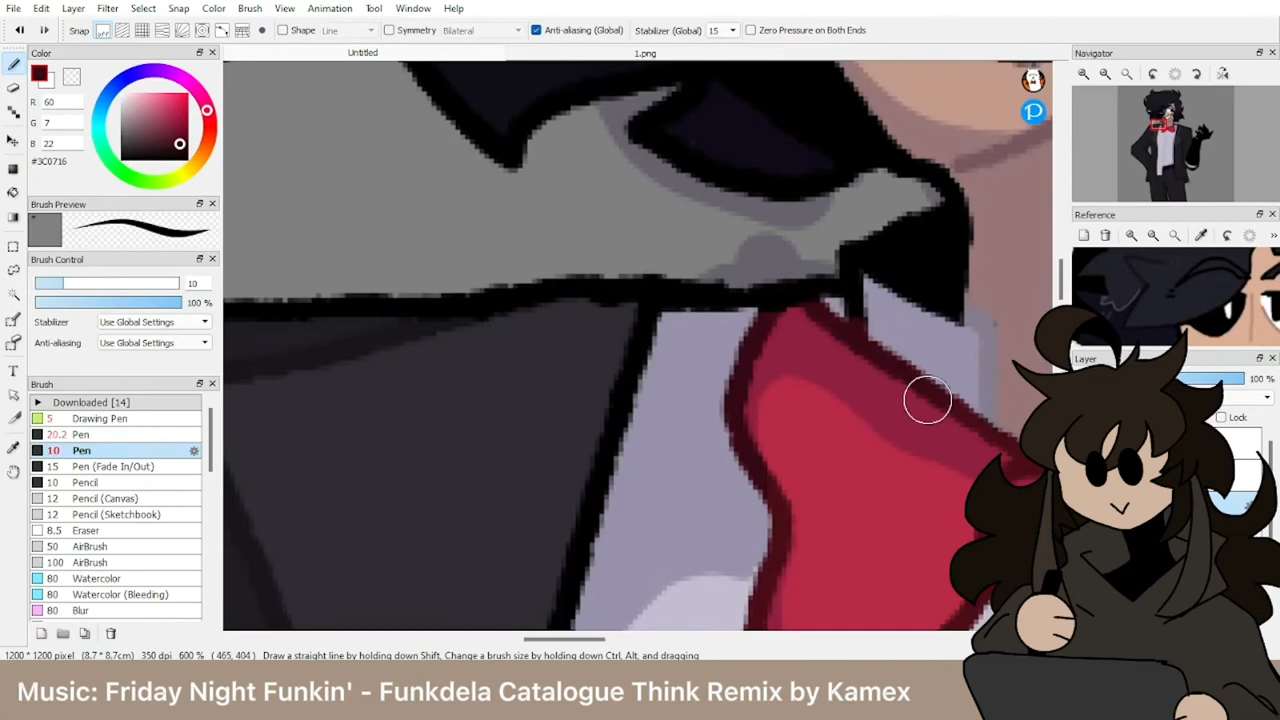 File Edit Layer Filter Select Snap Color Brush View Animation Tool Window Help
Snap off Shape Line Symmetry Bilateral Anti-aliasing (Global) Stabilizer (Global) 15 Zero Pressure on Both Ends
Color
Untitled
1.png
Navigator
R 60
G 7
B 22
#3C0716
Brush Preview
Reference
Brush Control
10
100 %
Stabilizer Use Global Settings
Anti-aliasing Use Global Settings
Layer
100 %
Lock
Brush
Downloaded [14]
5 Drawing Pen
20.2 Pen
10 Pen
15 Pen (Fade In/Out)
10 Pencil
12 Pencil (Canvas)
12 Pencil (Sketchbook)
8.5 Eraser
50 AirBrush
100 AirBrush
80 Watercolor
80 Watercolor (Bleeding)
80 Blur
1200 * 1200 pixel (8.7 * 8.7cm) 350 dpi 600 % ( 465, 404) Draw a straight line by holding down Shift, Change a brush size by holding down Ctrl, Alt, and dragging
Music: Friday Night Funkin' - Funkdela Catalogue Think Remix by Kamex